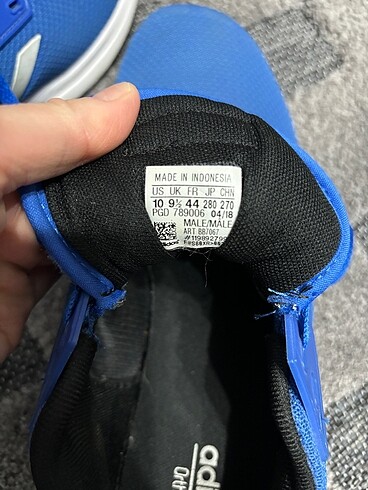 MADE IN INDONESIA
US UK FR JP CHN
10 9½ 44 280 270
PGD 789006 04/18
MALE/MALE
ART BB7067
adi
Orth